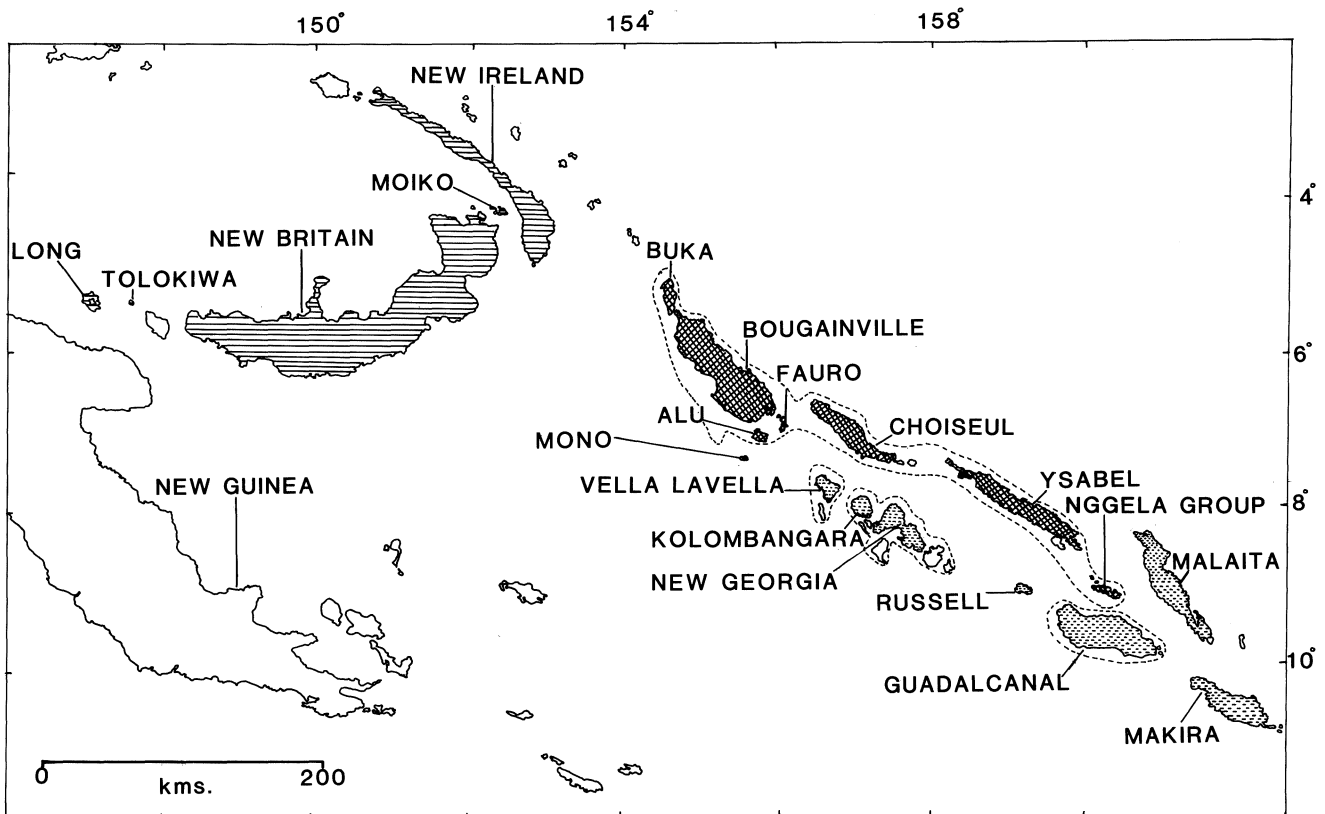 150° 154° 158°
NEW IRELAND
MOIKO
4°
NEW BRITAIN
LONG
BUKA
TOLOKIWA
BOUGAINVILLE
6°
FAURO
ALU
CHOISEUL
MONO
YSABEL
VELLA LAVELLA
NEW GUINEA
NGGELA GROUP
8°
KOLOMBANGARA
MALAITA
NEW GEORGIA
RUSSELL
10°
GUADALCANAL
MAKIRA
0 200
kms.